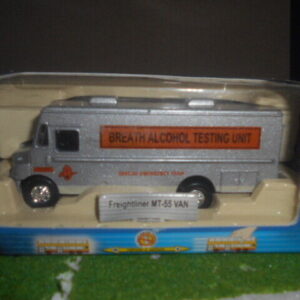 BREATH ALCOHOL TESTING UNIT
Freightliner MT-55 VAN